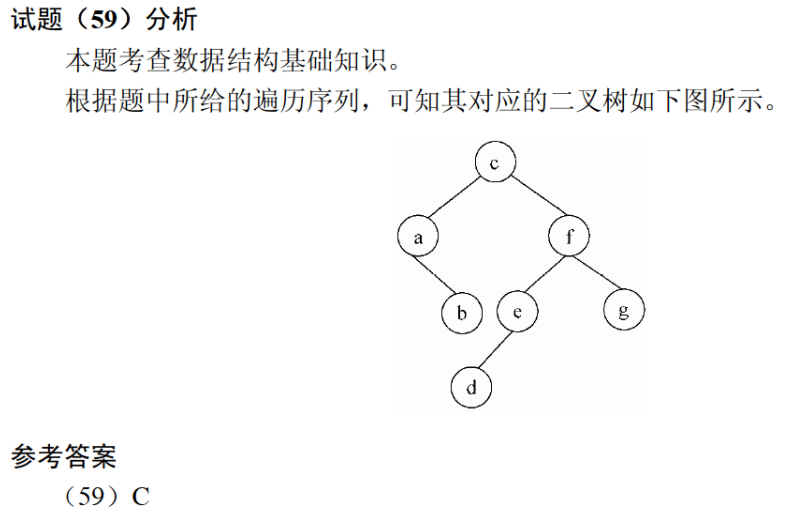 试题（59）分析
本题考查数据结构基础知识。
根据题中所给的遍历序列，可知其对应的二叉树如下图所示。
c
a
f
b
e
g
d
参考答案
（59）C